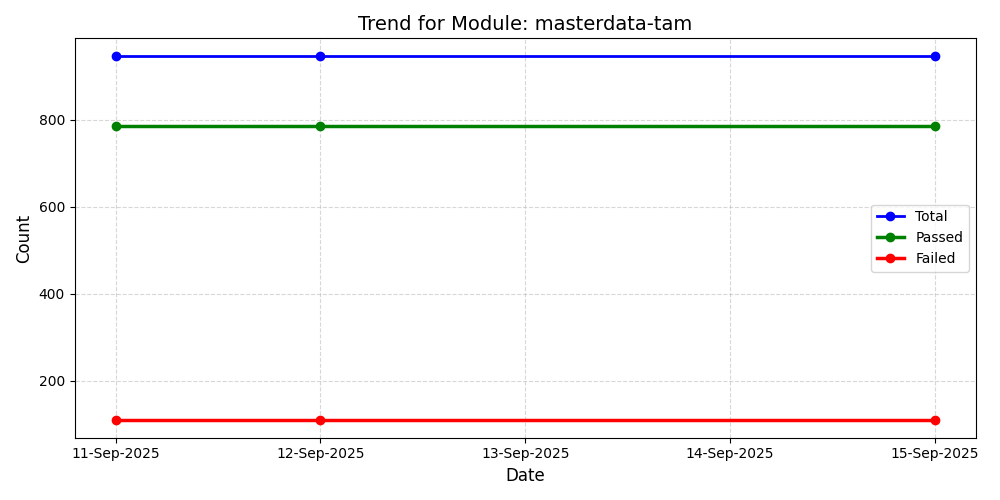 Trend for Module: masterdata-tam
Count
800
600
400
200
Total
Passed
Failed
11-Sep-2025
12-Sep-2025
13-Sep-2025
14-Sep-2025
15-Sep-2025
Date